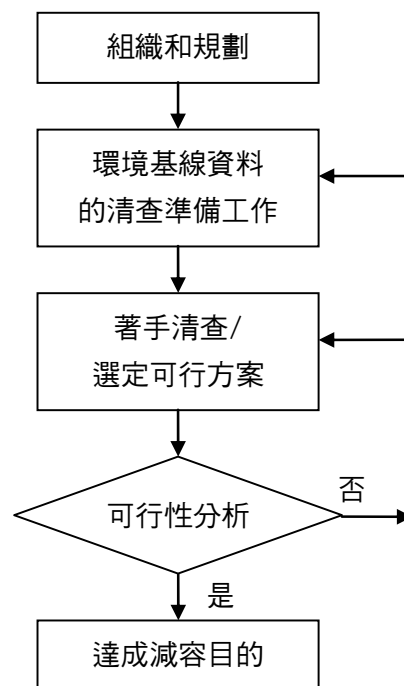 組織和規劃
環境基線資料
的清查準備工作
著手清查/
選定可行方案
可行性分析
否
是
達成減容目的